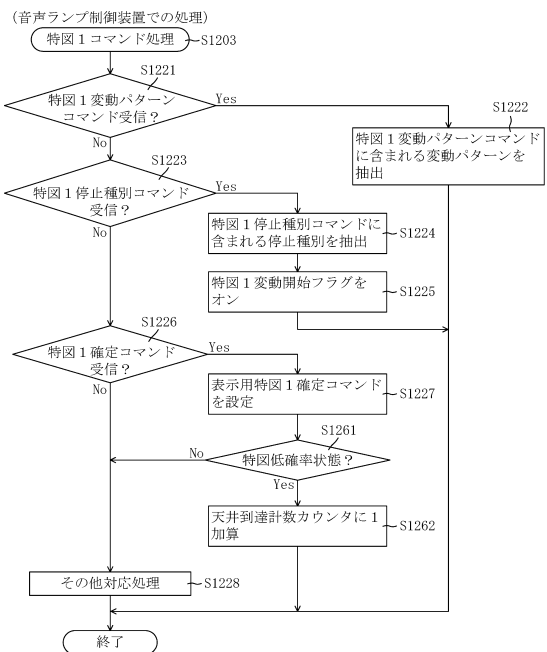 (音声ランプ制御装置での処理)
特図1コマンド処理
S1203
S1221
特図1変動パターン
コマンド受信?
Yes
No
S1222
特図1変動パターンコマンド
に含まれる変動パターンを
抽出
S1223
特図1停止種別コマンド
受信?
Yes
No
特図1停止種別コマンドに
含まれる停止種別を抽出
S1224
特図1変動開始フラグを
オン
S1225
S1226
特図1確定コマンド
受信?
Yes
No
表示用特図1確定コマンド
を設定
S1227
S1261
特図低確率状態?
No
Yes
天井到達計数カウンタに1
加算
S1262
その他対応処理
S1228
終了